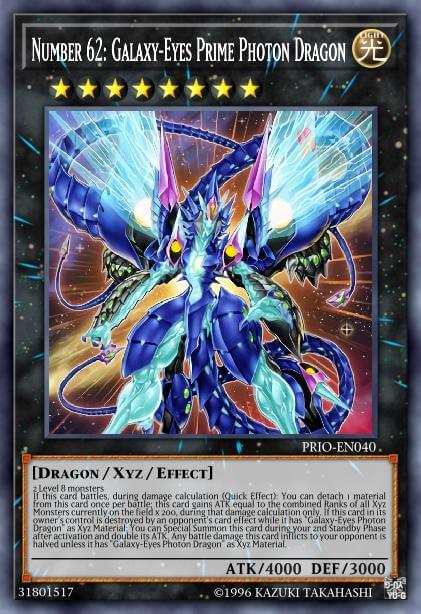 NUMBER 62: GALAXY-EYES PRIME PHOTON DRAGON
LIGHT
光
PRIO-EN040
[DRAGON / XYZ / EFFECT]
2 Level 8 monsters
If this card battles, during damage calculation (Quick Effect): You can detach 1 material
from this card once per battle; this card gains ATK equal to the combined Ranks of all Xyz
Monsters currently on the field x 200, during that damage calculation only. If this card in its
owner's control is destroyed by an opponent's card effect while it has "Galaxy-Eyes Photon
Dragon" as Xyz Material: You can Special Summon this card during your 2nd Standby Phase
after activation and double its ATK. Any battle damage this card inflicts to your opponent is
halved unless it has "Galaxy-Eyes Photon Dragon" as Xyz Material.
ATK/4000 DEF/3000
31801517
©1996 KAZUKI TAKAHASHI